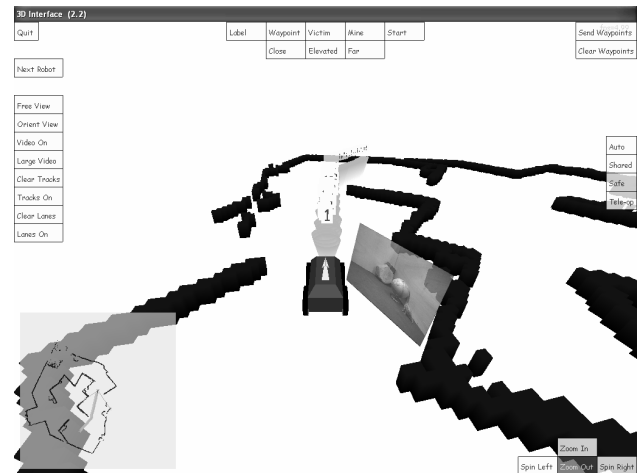 3D Interface (2.2)
Quit
Label Waypoint Victim Mine Start
Send Waypoints
Close Elevated Far
Clear Waypoints
Next Robot
Free View
Orient View
Video On
Large Video
Clear Tracks
Tracks On
Clear Lanes
Lanes On
Auto
Shared
Safe
Tele-op
1
Zoom In
Spin Left Zoom Out Spin Right